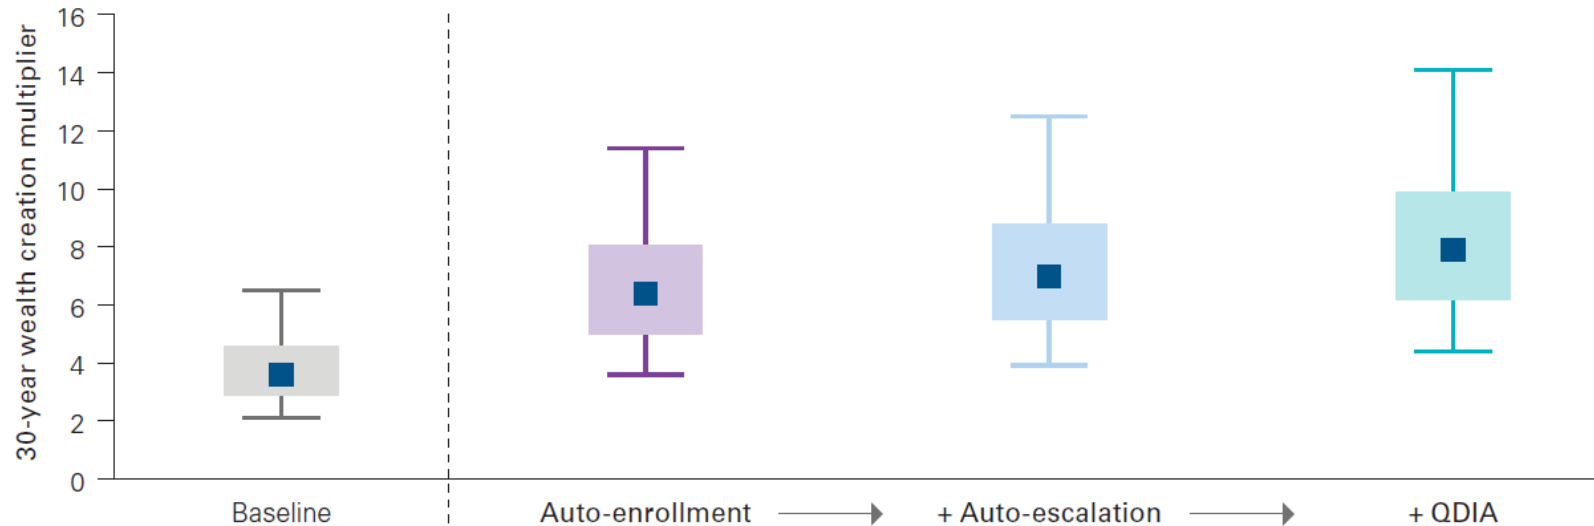 30-year wealth creation multiplier
16
14
12
10
8
6
4
2
0
Baseline
Auto-enrollment
+ Auto-escalation
+ QDIA